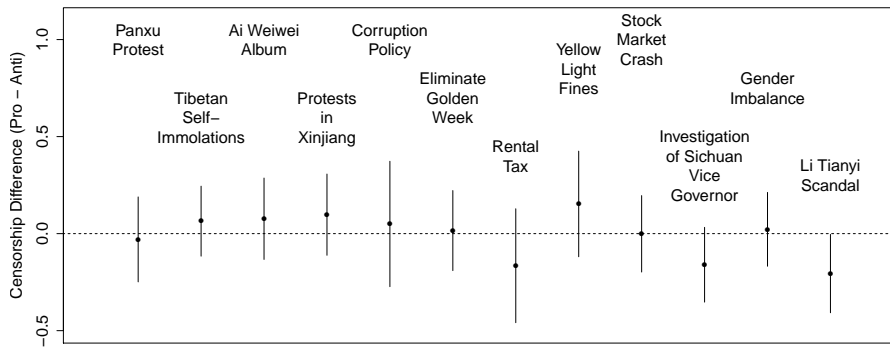 Censorship Difference (Pro − Anti)
1.0
0.5
0.0
−0.5
Panxu
Protest
Tibetan
Self−
Immolations
Ai Weiwei
Album
Protests
in
Xinjiang
Corruption
Policy
Eliminate
Golden
Week
Rental
Tax
Yellow
Light
Fines
Stock
Market
Crash
Investigation
of Sichuan
Vice
Governor
Gender
Imbalance
Li Tianyi
Scandal